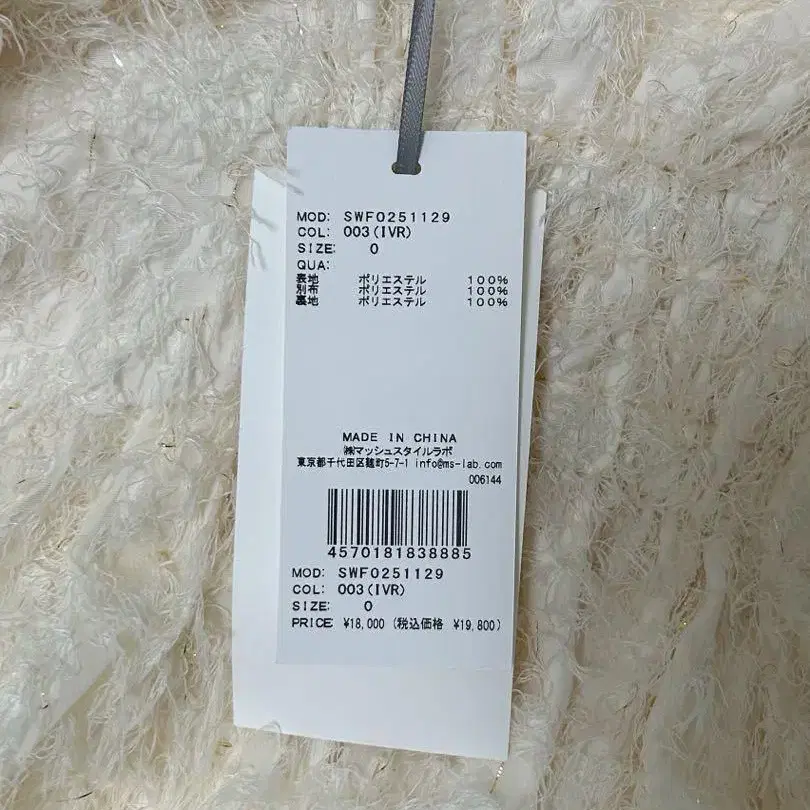 MOD: SWF0251129
COL: 003(IVR)
SIZE: 0
QUA:
表地 ポリエステル 100%
別布 ポリエステル 100%
裏地 ポリエステル 100%
MADE IN CHINA
㈱マッシュスタイルラボ
東京都千代田区麹町5-7-1 info@ms-lab.com
006144
4570181838885
MOD: SWF0251129
COL: 003(IVR)
SIZE: 0
PRICE: ¥18,000 (税込価格 ¥19,800)